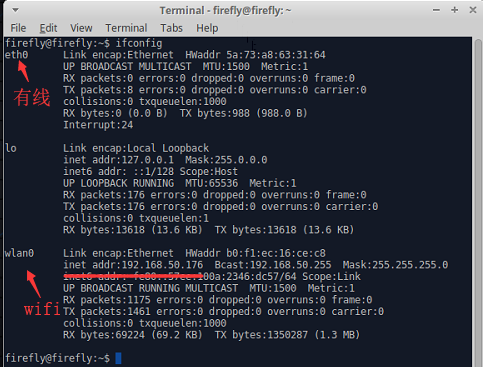 Terminal - firefly@firefly: ~
File Edit View Terminal Tabs Help
firefly@firefly:~$ ifconfig
eth0 Link encap:Ethernet HWaddr 5a:73:a8:63:31:64
UP BROADCAST MULTICAST MTU:1500 Metric:1
RX packets:0 errors:0 dropped:0 overruns:0 frame:0
有线 TX packets:8 errors:0 dropped:0 overruns:0 carrier:0
collisions:0 txqueuelen:1000
RX bytes:0 (0.0 B) TX bytes:988 (988.0 B)
Interrupt:24
lo Link encap:Local Loopback
inet addr:127.0.0.1 Mask:255.0.0.0
inet6 addr: ::1/128 Scope:Host
UP LOOPBACK RUNNING MTU:65536 Metric:1
RX packets:176 errors:0 dropped:0 overruns:0 frame:0
TX packets:176 errors:0 dropped:0 overruns:0 carrier:0
collisions:0 txqueuelen:1
RX bytes:13618 (13.6 KB) TX bytes:13618 (13.6 KB)
wlan0 Link encap:Ethernet HWaddr b0:f1:ec:16:ce:c8
inet addr:192.168.50.176 Bcast:192.168.50.255 Mask:255.255.255.0
inet6 addr: Scope:Link
UP BROADCAST RUNNING MULTICAST MTU:1500 Metric:1
RX packets:1175 errors:0 dropped:0 overruns:0 frame:0
wifi TX packets:1461 errors:0 dropped:0 overruns:0 carrier:0
collisions:0 txqueuelen:1000
RX bytes:69224 (69.2 KB) TX bytes:1350287 (1.3 MB)
firefly@firefly:~$